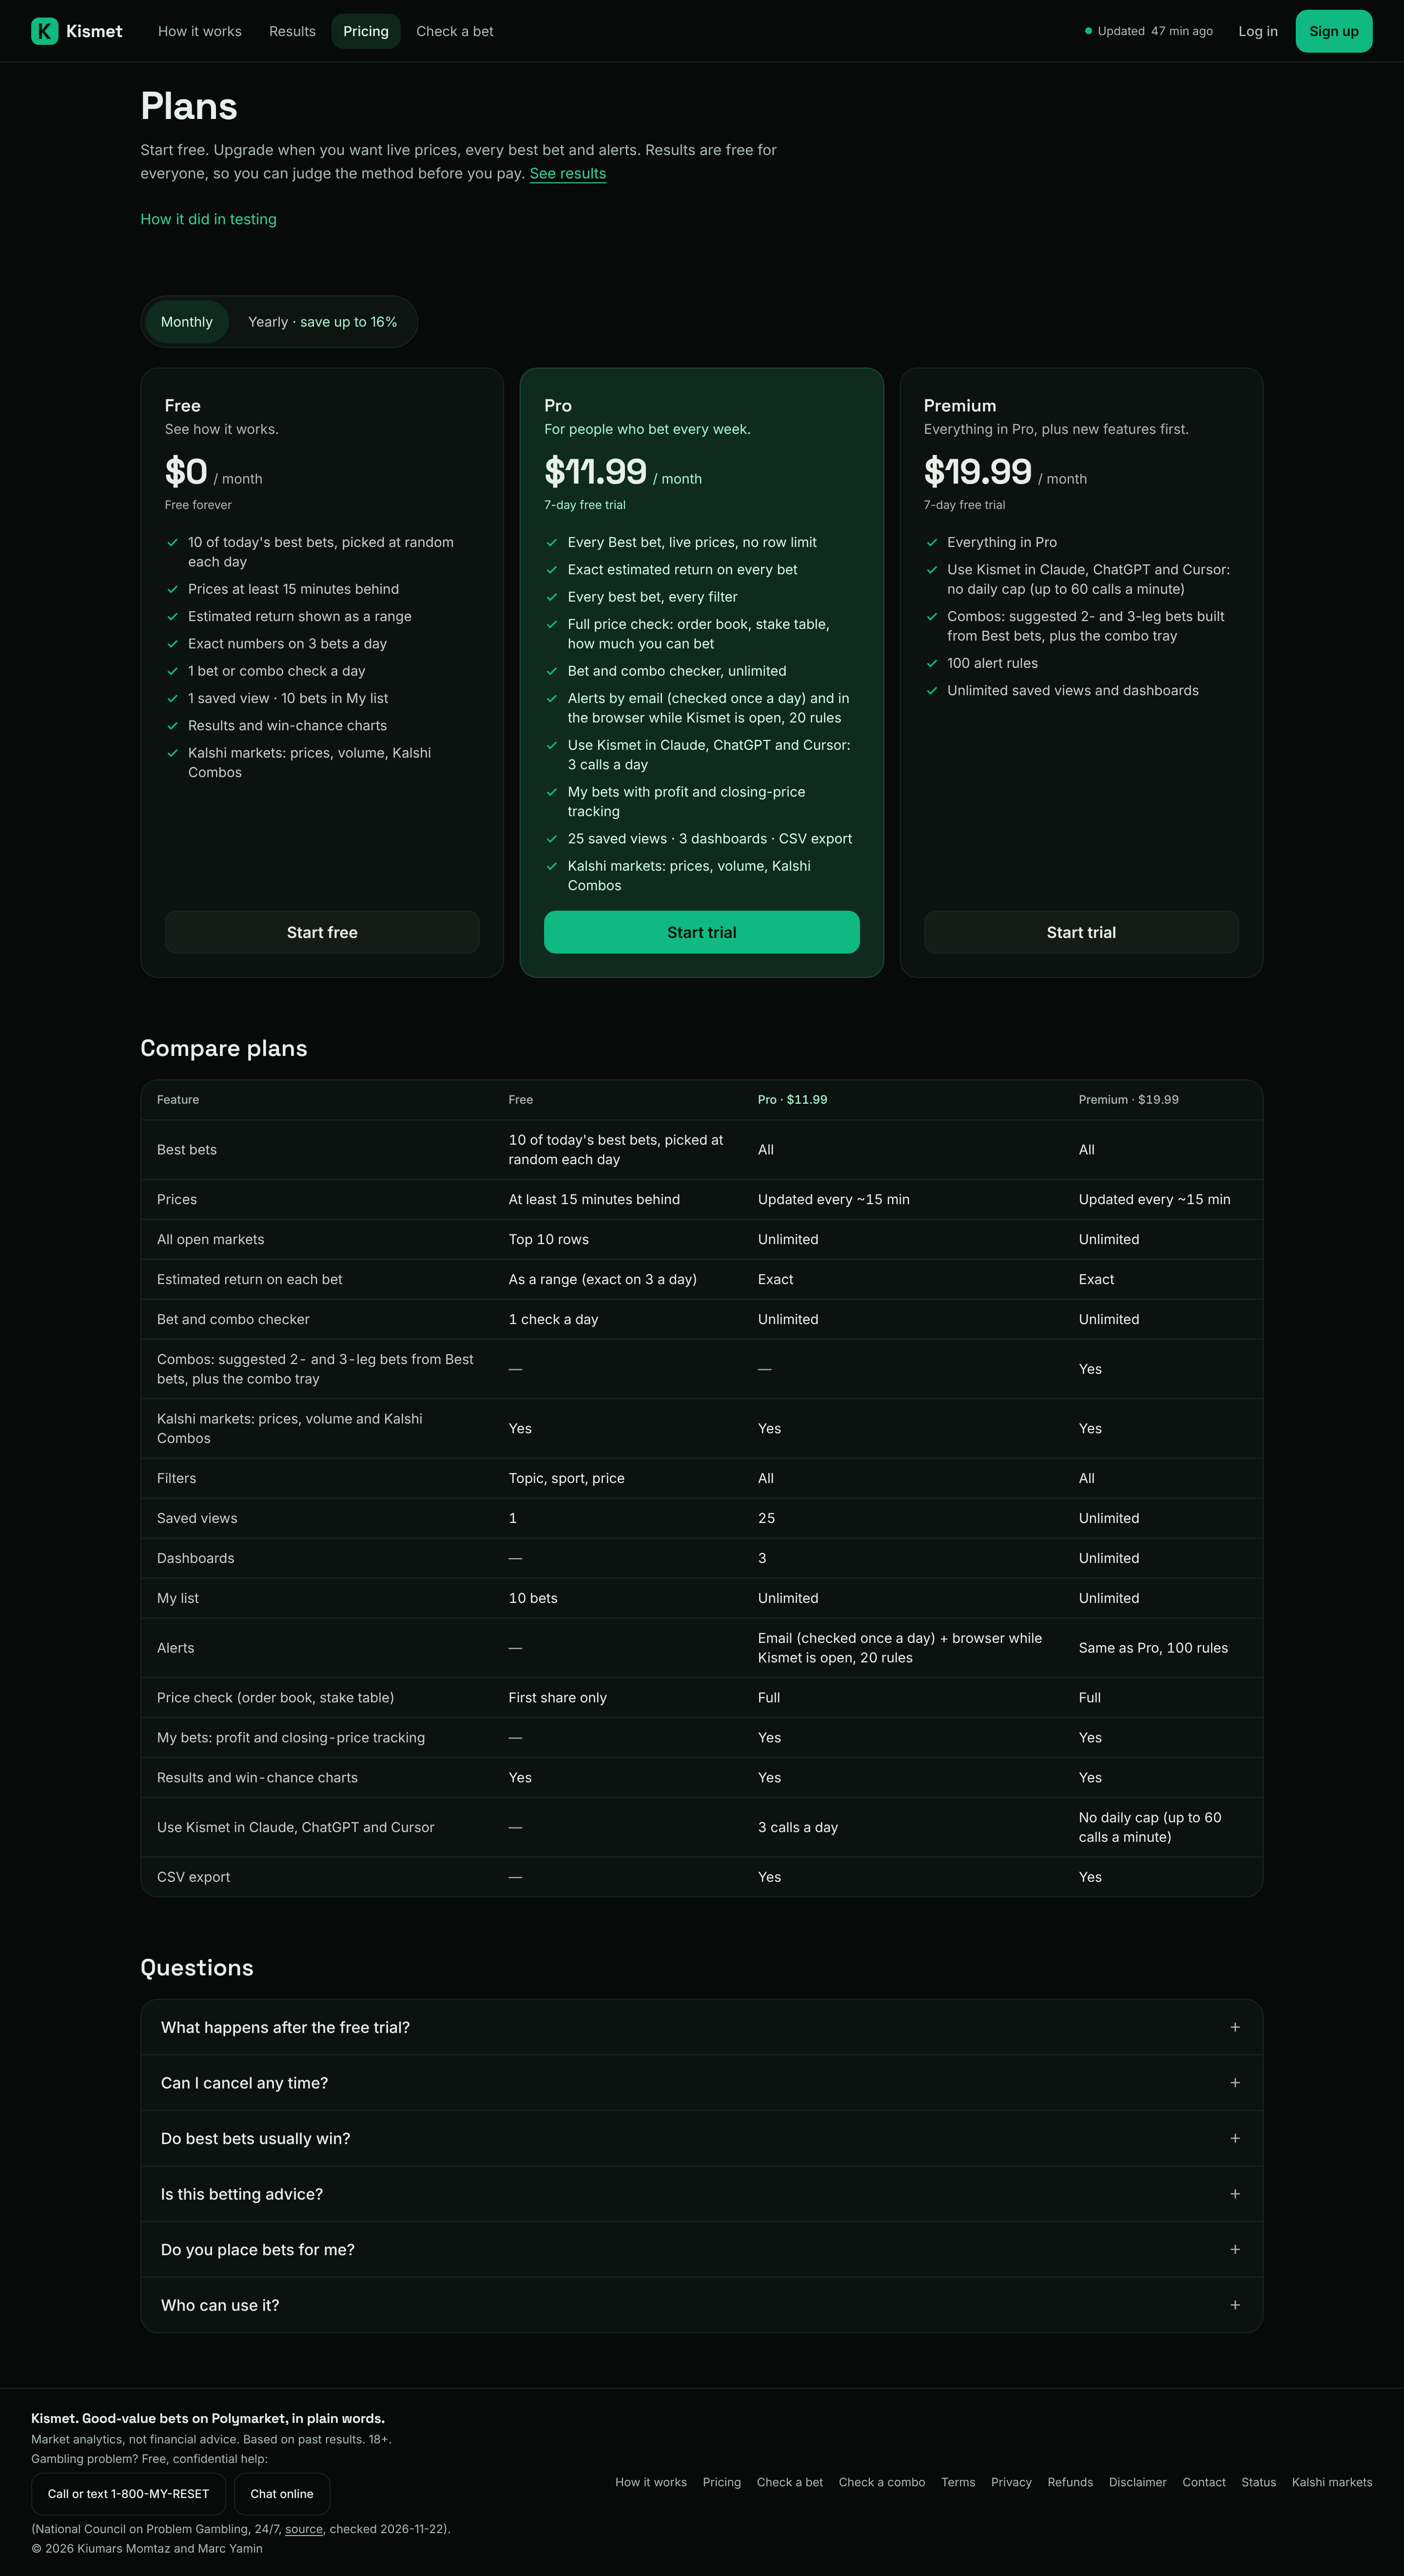 K Kismet How it works Results Pricing Check a bet Updated 47 min ago Log in Sign up
Plans
Start free. Upgrade when you want live prices, every best bet and alerts. Results are free for
everyone, so you can judge the method before you pay. See results
How it did in testing
Monthly Yearly · save up to 16%
Free
See how it works.
$0 / month
Free forever
10 of today's best bets, picked at random
each day
Prices at least 15 minutes behind
Estimated return shown as a range
Exact numbers on 3 bets a day
1 bet or combo check a day
1 saved view · 10 bets in My list
Results and win-chance charts
Kalshi markets: prices, volume, Kalshi
Combos
Start free
Pro
For people who bet every week.
$11.99 / month
7-day free trial
Every Best bet, live prices, no row limit
Exact estimated return on every bet
Every best bet, every filter
Full price check: order book, stake table,
how much you can bet
Bet and combo checker, unlimited
Alerts by email (checked once a day) and in
the browser while Kismet is open, 20 rules
Use Kismet in Claude, ChatGPT and Cursor:
3 calls a day
My bets with profit and closing-price
tracking
25 saved views · 3 dashboards · CSV export
Kalshi markets: prices, volume, Kalshi
Combos
Start trial
Premium
Everything in Pro, plus new features first.
$19.99 / month
7-day free trial
Everything in Pro
Use Kismet in Claude, ChatGPT and Cursor:
no daily cap (up to 60 calls a minute)
Combos: suggested 2- and 3-leg bets built
from Best bets, plus the combo tray
100 alert rules
Unlimited saved views and dashboards
Start trial
Compare plans
Feature Free Pro · $11.99 Premium · $19.99
Best bets 10 of today's best bets, picked at
random each day All All
Prices At least 15 minutes behind Updated every ~15 min Updated every ~15 min
All open markets Top 10 rows Unlimited Unlimited
Estimated return on each bet As a range (exact on 3 a day) Exact Exact
Bet and combo checker 1 check a day Unlimited Unlimited
Combos: suggested 2- and 3-leg bets from Best
bets, plus the combo tray — — Yes
Kalshi markets: prices, volume and Kalshi
Combos Yes Yes Yes
Filters Topic, sport, price All All
Saved views 1 25 Unlimited
Dashboards — 3 Unlimited
My list 10 bets Unlimited Unlimited
Alerts — Email (checked once a day) + browser while
Kismet is open, 20 rules Same as Pro, 100 rules
Price check (order book, stake table) First share only Full Full
My bets: profit and closing-price tracking — Yes Yes
Results and win-chance charts Yes Yes Yes
Use Kismet in Claude, ChatGPT and Cursor — 3 calls a day No daily cap (up to 60
calls a minute)
CSV export — Yes Yes
Questions
What happens after the free trial? +
Can I cancel any time? +
Do best bets usually win? +
Is this betting advice? +
Do you place bets for me? +
Who can use it? +
Kismet. Good-value bets on Polymarket, in plain words.
Market analytics, not financial advice. Based on past results. 18+.
Gambling problem? Free, confidential help:
Call or text 1-800-MY-RESET Chat online
(National Council on Problem Gambling, 24/7, source, checked 2026-11-22).
© 2026 Kiumars Momtaz and Marc Yamin
How it works Pricing Check a bet Check a combo Terms Privacy Refunds Disclaimer Contact Status Kalshi markets